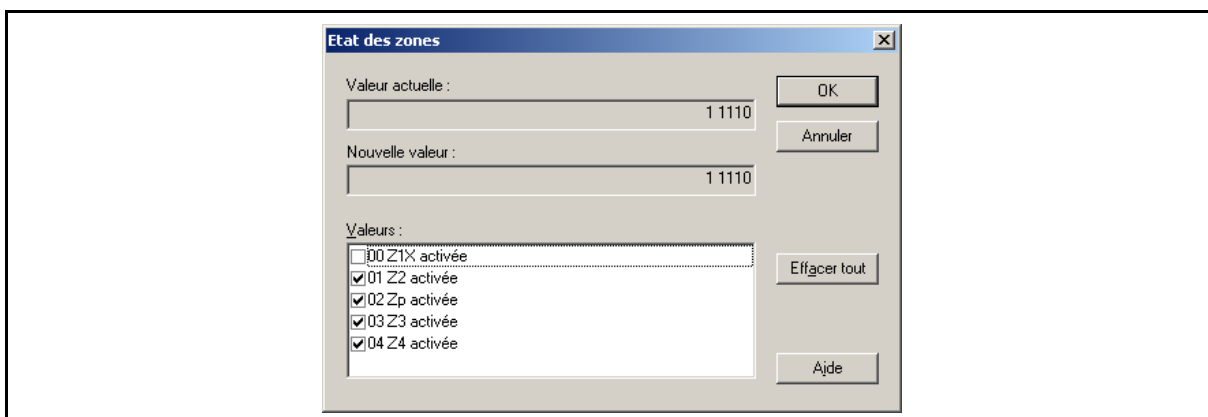 Etat des zones
Valeur actuelle :
OK
1 1110
Annuler
Nouvelle valeur :
1 1110
Valeurs :
00 Z1X activée
01 Z2 activée
Effacer tout
02 Zp activée
03 Z3 activée
04 Z4 activée
Aide